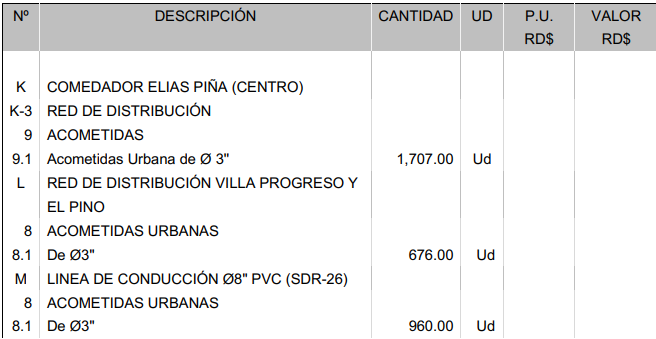 Nº DESCRIPCIÓN CANTIDAD UD P.U. RD$ VALOR RD$
K COMEDADOR ELIAS PIÑA (CENTRO)
K-3 RED DE DISTRIBUCIÓN
9 ACOMETIDAS
9.1 Acometidas Urbana de Ø 3" 1,707.00 Ud
L RED DE DISTRIBUCIÓN VILLA PROGRESO Y
EL PINO
8 ACOMETIDAS URBANAS
8.1 De Ø3" 676.00 Ud
M LINEA DE CONDUCCIÓN Ø8" PVC (SDR-26)
8 ACOMETIDAS URBANAS
8.1 De Ø3" 960.00 Ud